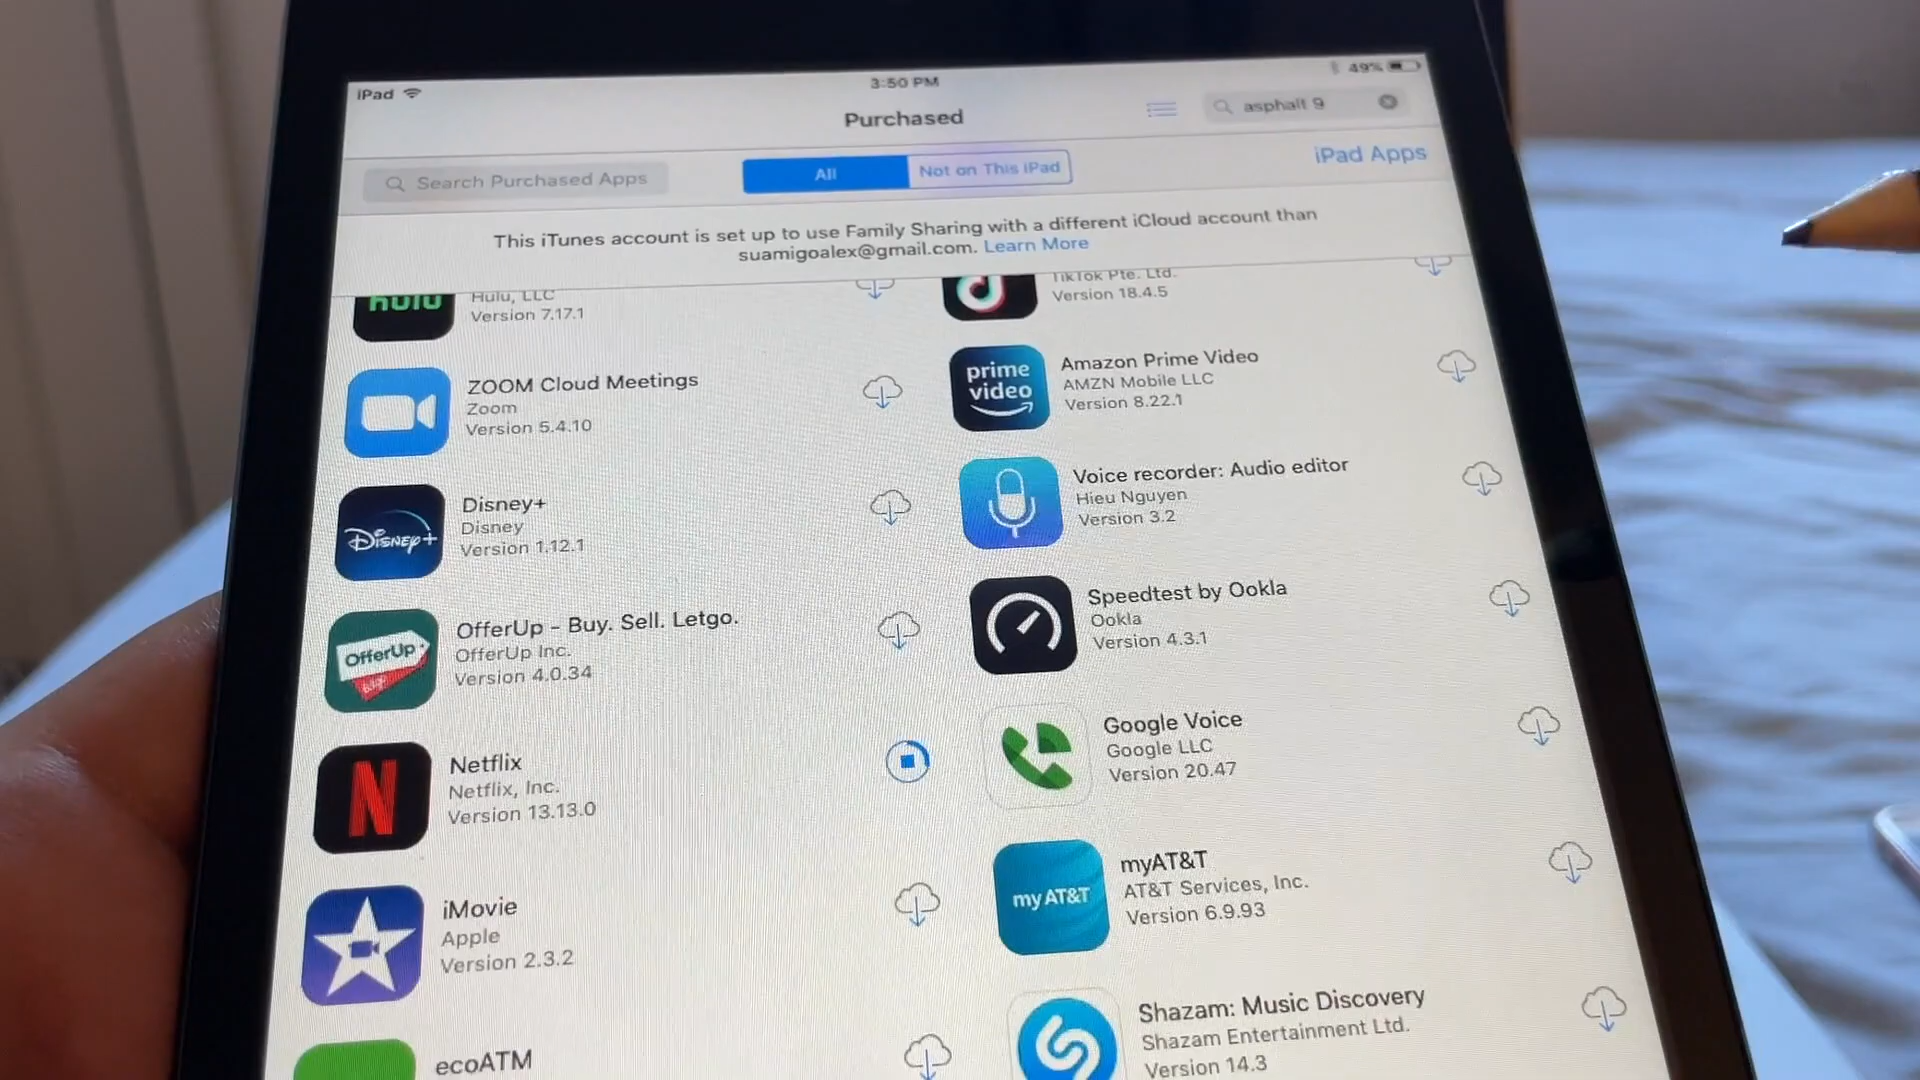 iPad
3:50 PM
49%
Purchased
asphalt 9
Search Purchased Apps
All
Not on This iPad
iPad Apps
This iTunes account is set up to use Family Sharing with a different iCloud account than
suamigoalex@gmail.com. Learn More
hulu
Hulu, LLC
Version 7.17.1
TikTok Pte. Ltd.
Version 18.4.5
ZOOM Cloud Meetings
Zoom
Version 5.4.10
prime
video
Amazon Prime Video
AMZN Mobile LLC
Version 8.22.1
Disney+
Disney+
Disney
Version 1.12.1
Voice recorder: Audio editor
Hieu Nguyen
Version 3.2
OfferUp
letgo
OfferUp - Buy. Sell. Letgo.
OfferUp Inc.
Version 4.0.34
Speedtest by Ookla
Ookla
Version 4.3.1
N
Netflix
Netflix, Inc.
Version 13.13.0
Google Voice
Google LLC
Version 20.47
iMovie
Apple
Version 2.3.2
my AT&T
myAT&T
AT&T Services, Inc.
Version 6.9.93
ecoATM
Shazam: Music Discovery
Shazam Entertainment Ltd.
Version 14.3